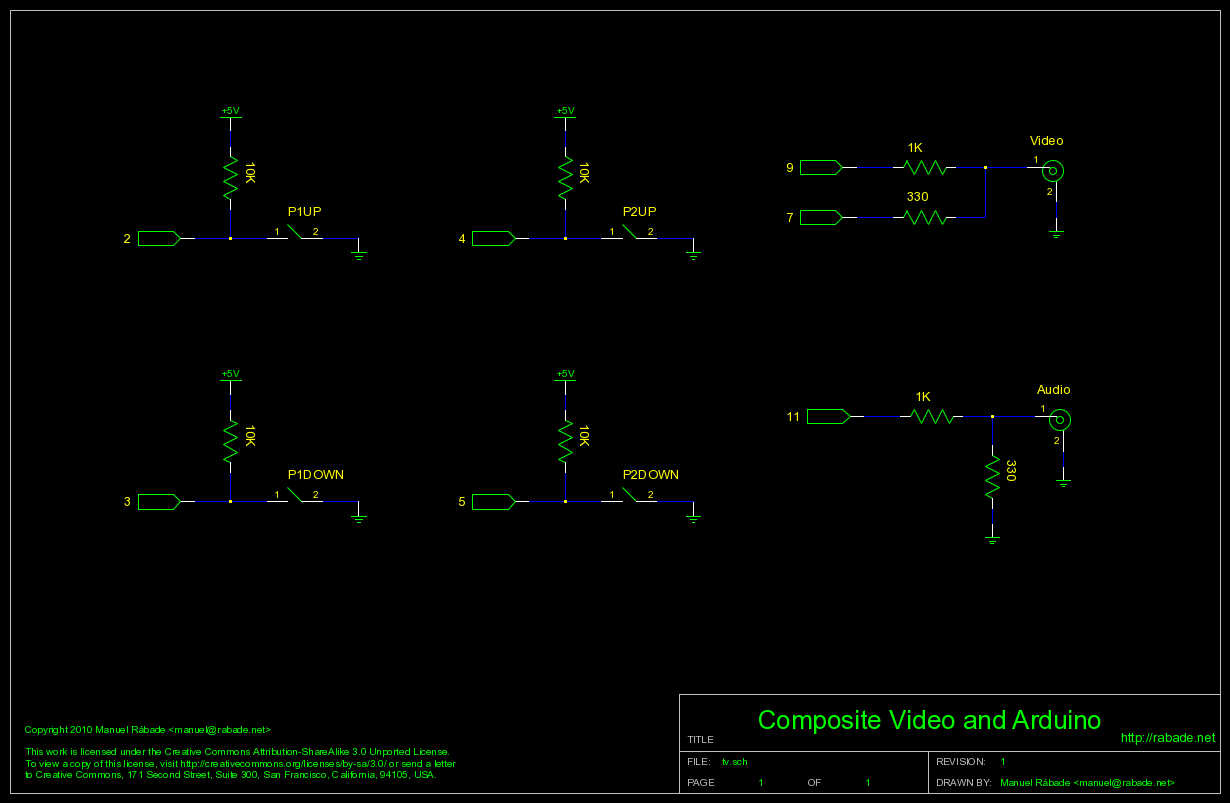 +5V
10K
P1UP
2
1
2
+5V
10K
P2UP
4
1
2
Video
1K
1
9
330
2
7
+5V
10K
P1DOWN
3
1
2
+5V
10K
P2DOWN
5
1
2
Audio
1K
1
11
2
330
Copyright 2010 Manuel Rábade <manuel@rabade.net>
This work is licensed under the Creative Commons Attribution-ShareAlike 3.0 Unported License.
To view a copy of this license, visit http://creativecommons.org/licenses/by-sa/3.0/ or send a letter
to Creative Commons, 171 Second Street, Suite 300, San Francisco, California, 94105, USA.
Composite Video and Arduino
TITLE
http://rabade.net
FILE: tv.sch
REVISION: 1
PAGE 1 OF 1
DRAWN BY: Manuel Rábade <manuel@rabade.net>